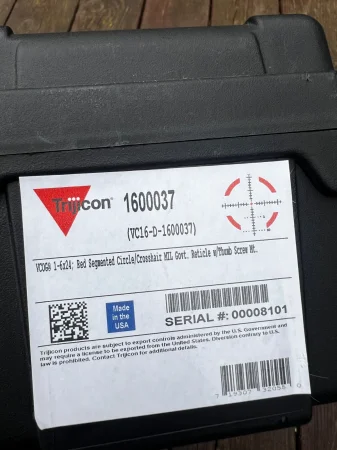 Trijicon
1600037
(VC16-D-1600037)
VCOG® 1-6x24; Red Segmented Circle/Crosshair MIL Govt. Reticle w/Thumb Screw Mt.
Made
in the
USA
SERIAL #: 00008101
Trijicon products are subject to export controls administered by the U.S. Government and
may require a license to be exported from the United States. Diversion contrary to U.S.
law is prohibited. Contact Trijicon for additional details.